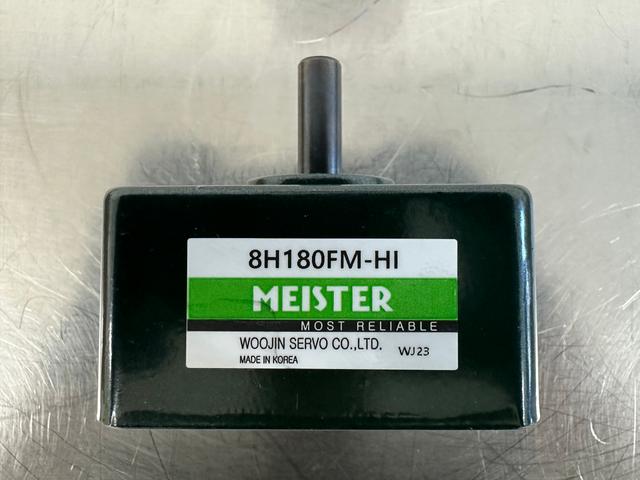 8H180FM-HI
MEISTER
MOST RELIABLE
WOOJIN SERVO CO.,LTD.
MADE IN KOREA WJ23